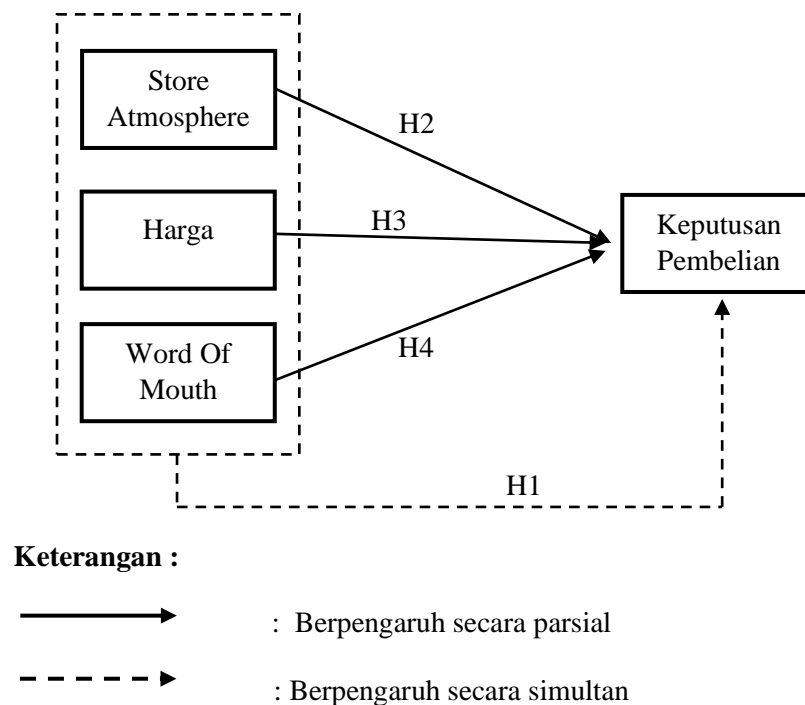 Store
Atmosphere
H2
Harga
H3
Keputusan
Pembelian
Word Of
Mouth
H4
H1
Keterangan :
: Berpengaruh secara parsial
: Berpengaruh secara simultan